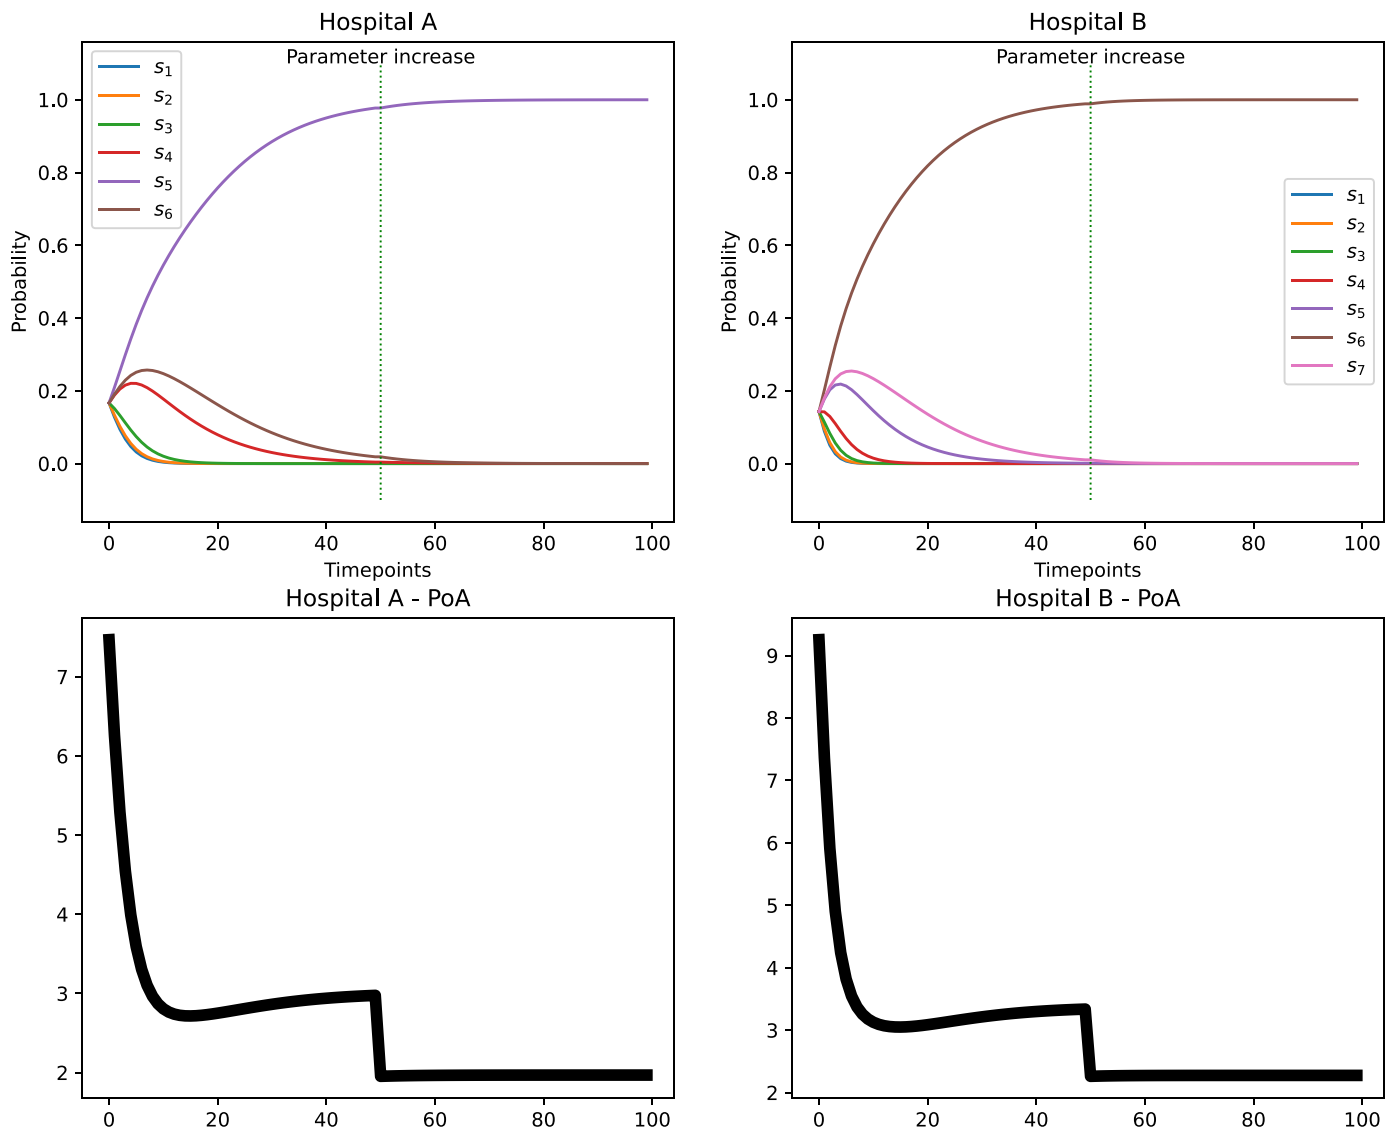 Hospital A
Parameter increase
s1
s2
s3
s4
s5
s6
1.0
0.8
0.6
0.4
0.2
0.0
Probability
0 20 40 60 80 100
Timepoints
Hospital B
Parameter increase
s1
s2
s3
s4
s5
s6
s7
1.0
0.8
0.6
0.4
0.2
0.0
Probability
0 20 40 60 80 100
Timepoints
Hospital A - PoA
7
6
5
4
3
2
0 20 40 60 80 100
Hospital B - PoA
9
8
7
6
5
4
3
2
0 20 40 60 80 100